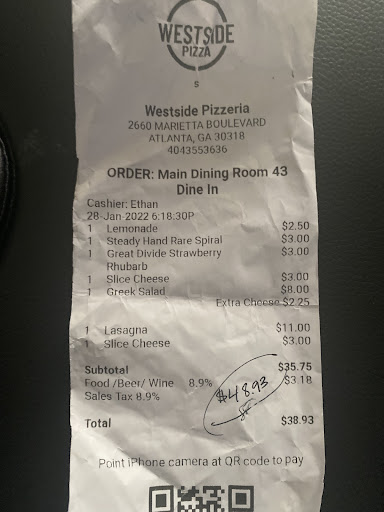 WESTSIDE
PIZZA
s
Westside Pizzeria
2660 MARIETTA BOULEVARD
ATLANTA, GA 30318
4043553636
ORDER: Main Dining Room 43
Dine In
Cashier: Ethan
28-Jan-2022 6:18:30P
1 Lemonade $2.50
1 Steady Hand Rare Spiral $3.00
1 Great Divide Strawberry $3.00
Rhubarb
1 Slice Cheese $3.00
1 Greek Salad $8.00
Extra Cheese $2.25
1 Lasagna $11.00
1 Slice Cheese $3.00
Subtotal $35.75
Food /Beer/ Wine 8.9% $3.18
Sales Tax 8.9%
$48.93
Total $38.93
Point iPhone camera at QR code to pay